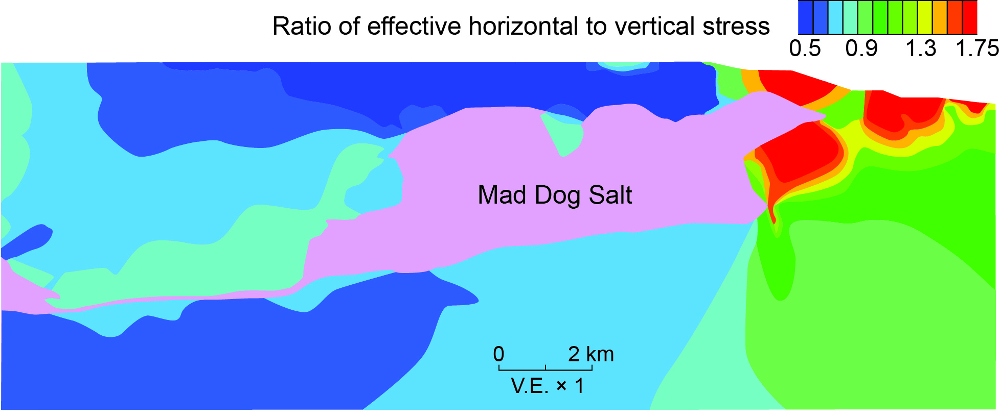 Ratio of effective horizontal to vertical stress
0.5 0.9 1.3 1.75
Mad Dog Salt
0 2 km
V.E. × 1